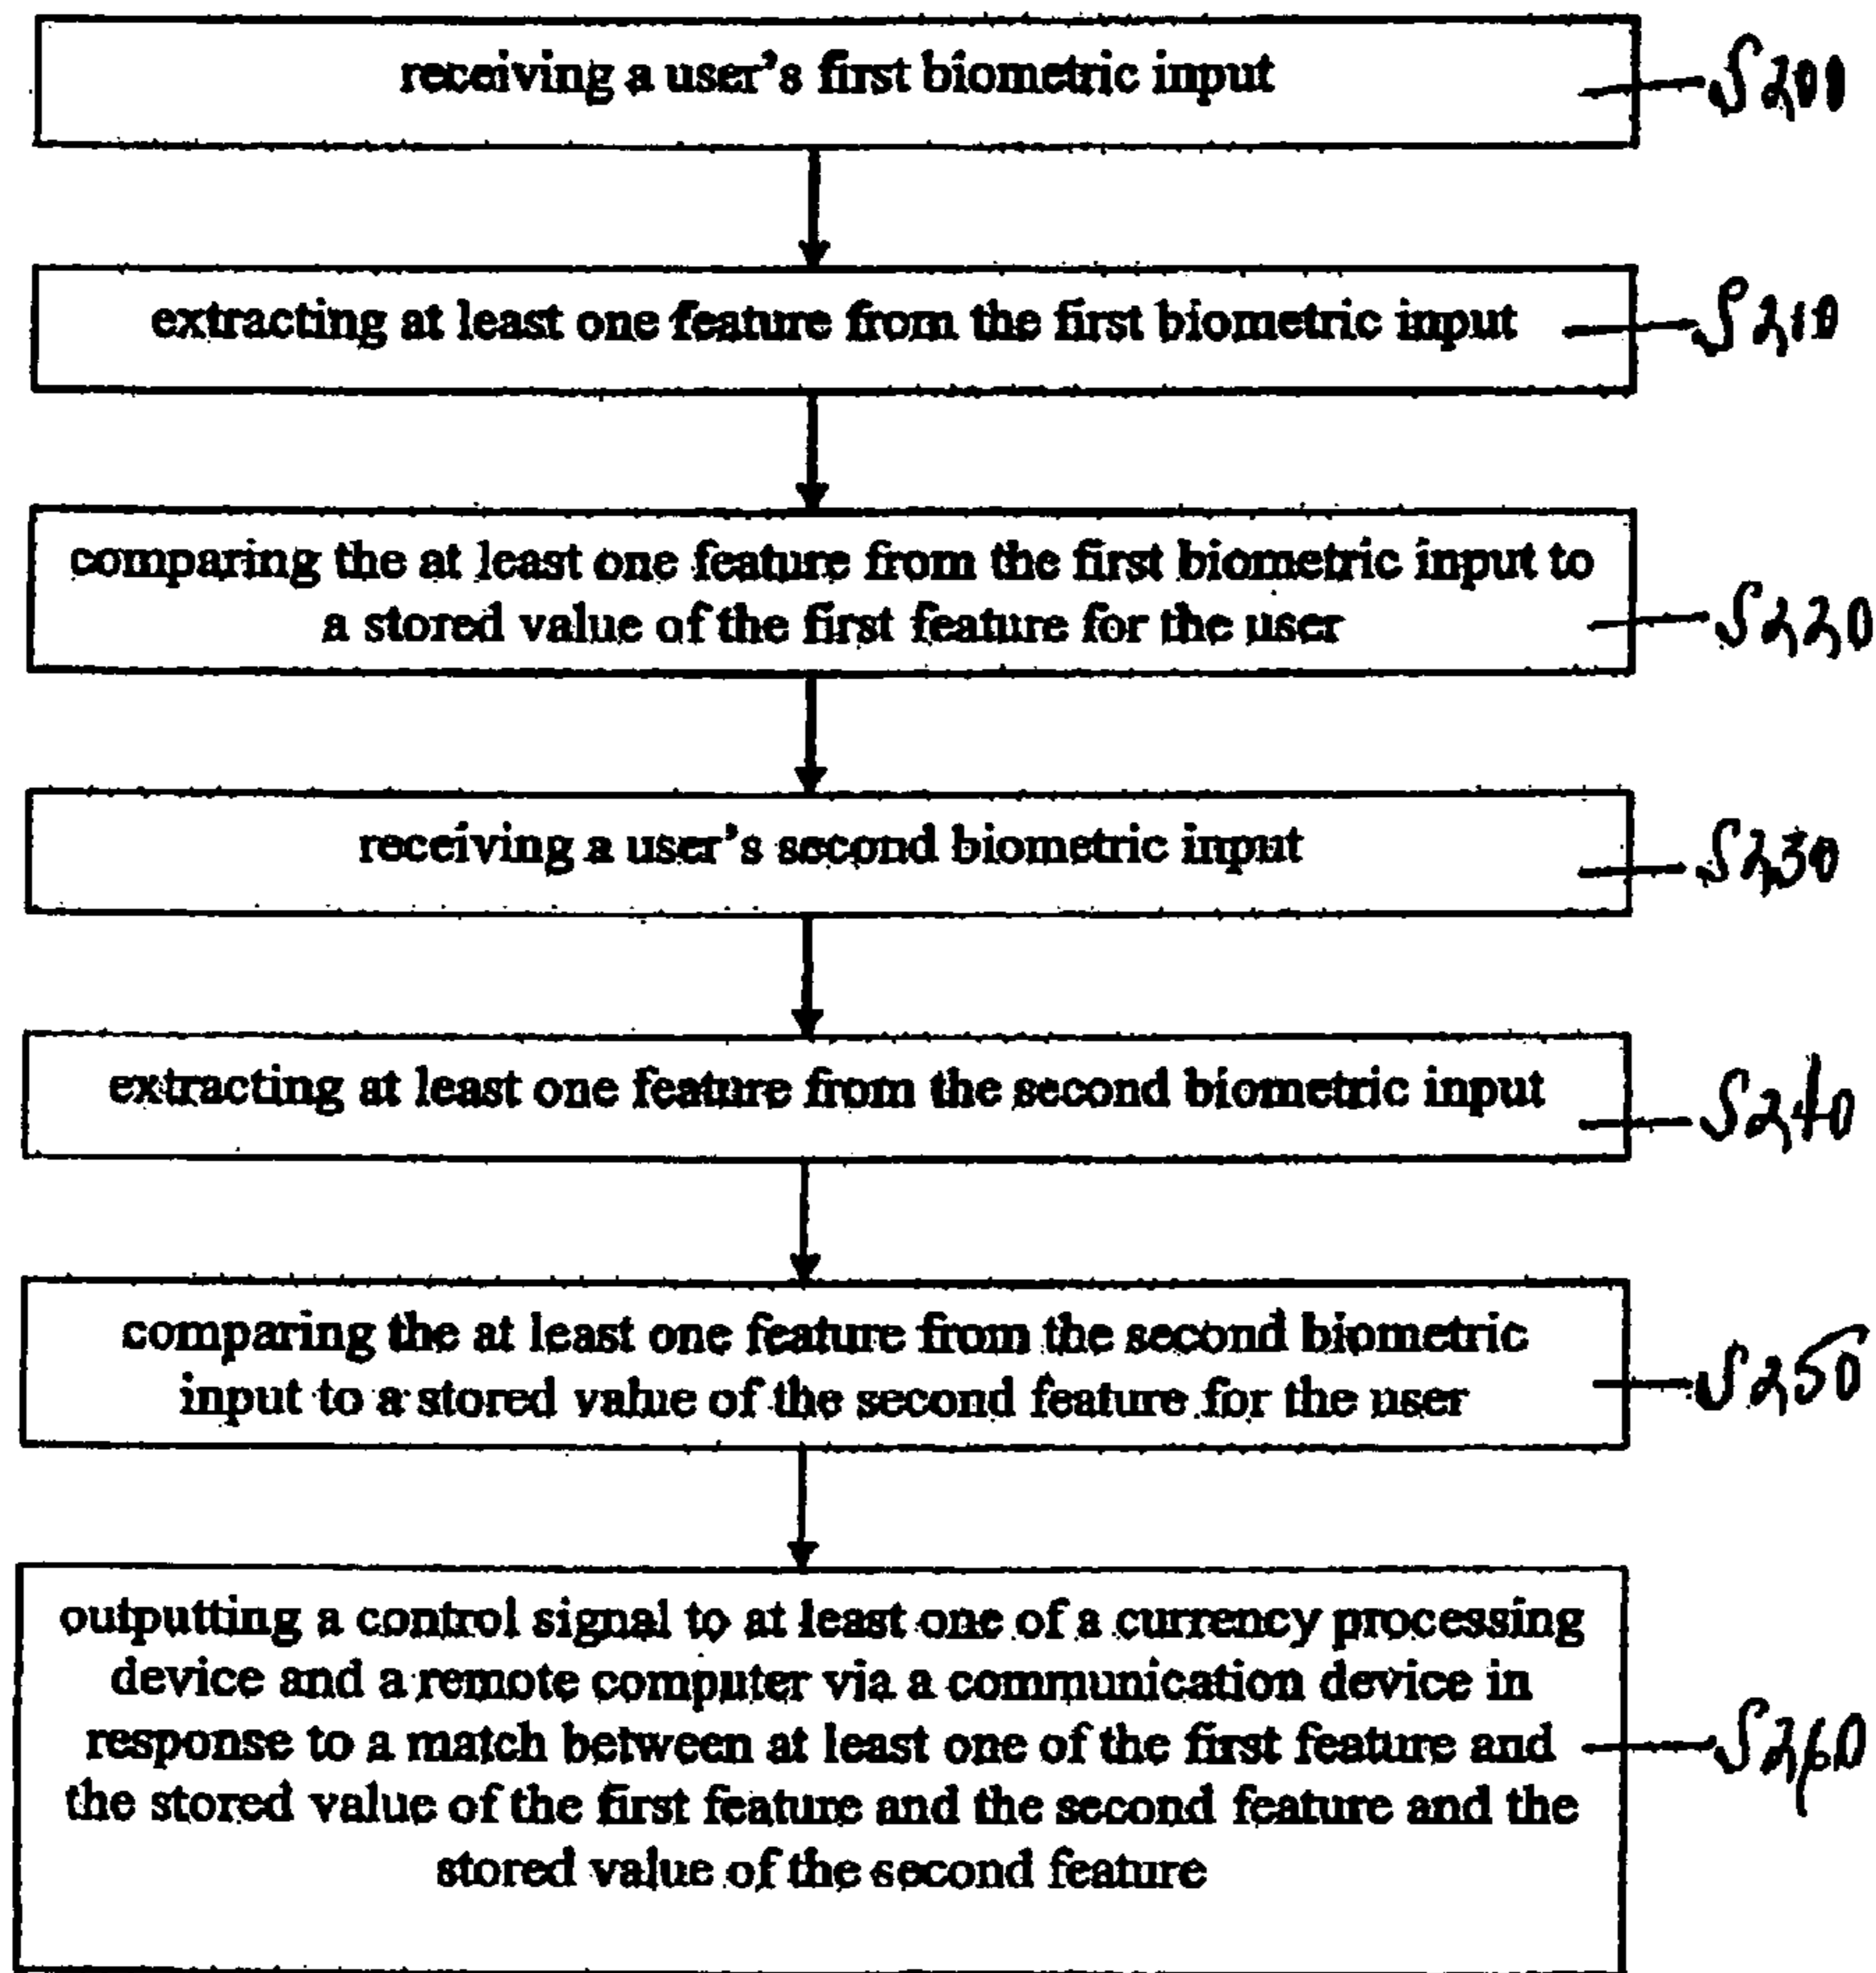 receiving a user's first biometric input
S200
extracting at least one feature from the first biometric input
S210
comparing the at least one feature from the first biometric input to
a stored value of the first feature for the user
S220
receiving a user's second biometric input
S230
extracting at least one feature from the second biometric input
S240
comparing the at least one feature from the second biometric
input to a stored value of the second feature for the user
S250
outputting a control signal to at least one of a currency processing
device and a remote computer via a communication device in
response to a match between at least one of the first feature and
the stored value of the first feature and the second feature and the
stored value of the second feature
S260